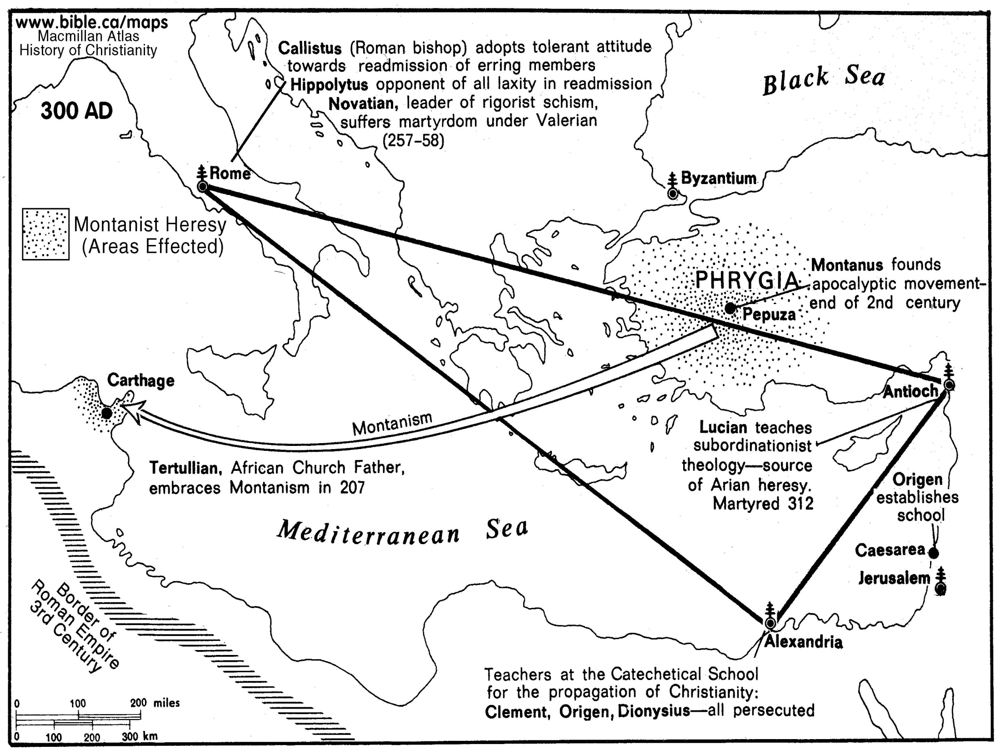 www.bible.ca/maps
Macmillan Atlas
History of Christianity
300 AD
Callistus (Roman bishop) adopts tolerant attitude
towards readmission of erring members
Hippolytus opponent of all laxity in readmission
Novatian, leader of rigorist schism,
suffers martyrdom under Valerian
(257-58)
Black Sea
Rome
Byzantium
Montanist Heresy
(Areas Effected)
PHRYGIA
Montanus founds
apocalyptic movement-
end of 2nd century
Pepuza
Carthage
Antioch
Montanism
Lucian teaches
subordinationist
theology—source
of Arian heresy.
Martyred 312
Tertullian, African Church Father,
embraces Montanism in 207
Origen
establishes
school
Mediterranean Sea
Caesarea
Jerusalem
Border of
Roman Empire
3rd Century
Alexandria
Teachers at the Catechetical School
for the propagation of Christianity:
Clement, Origen, Dionysius—all persecuted
0 100 200 miles
0 100 200 300 km